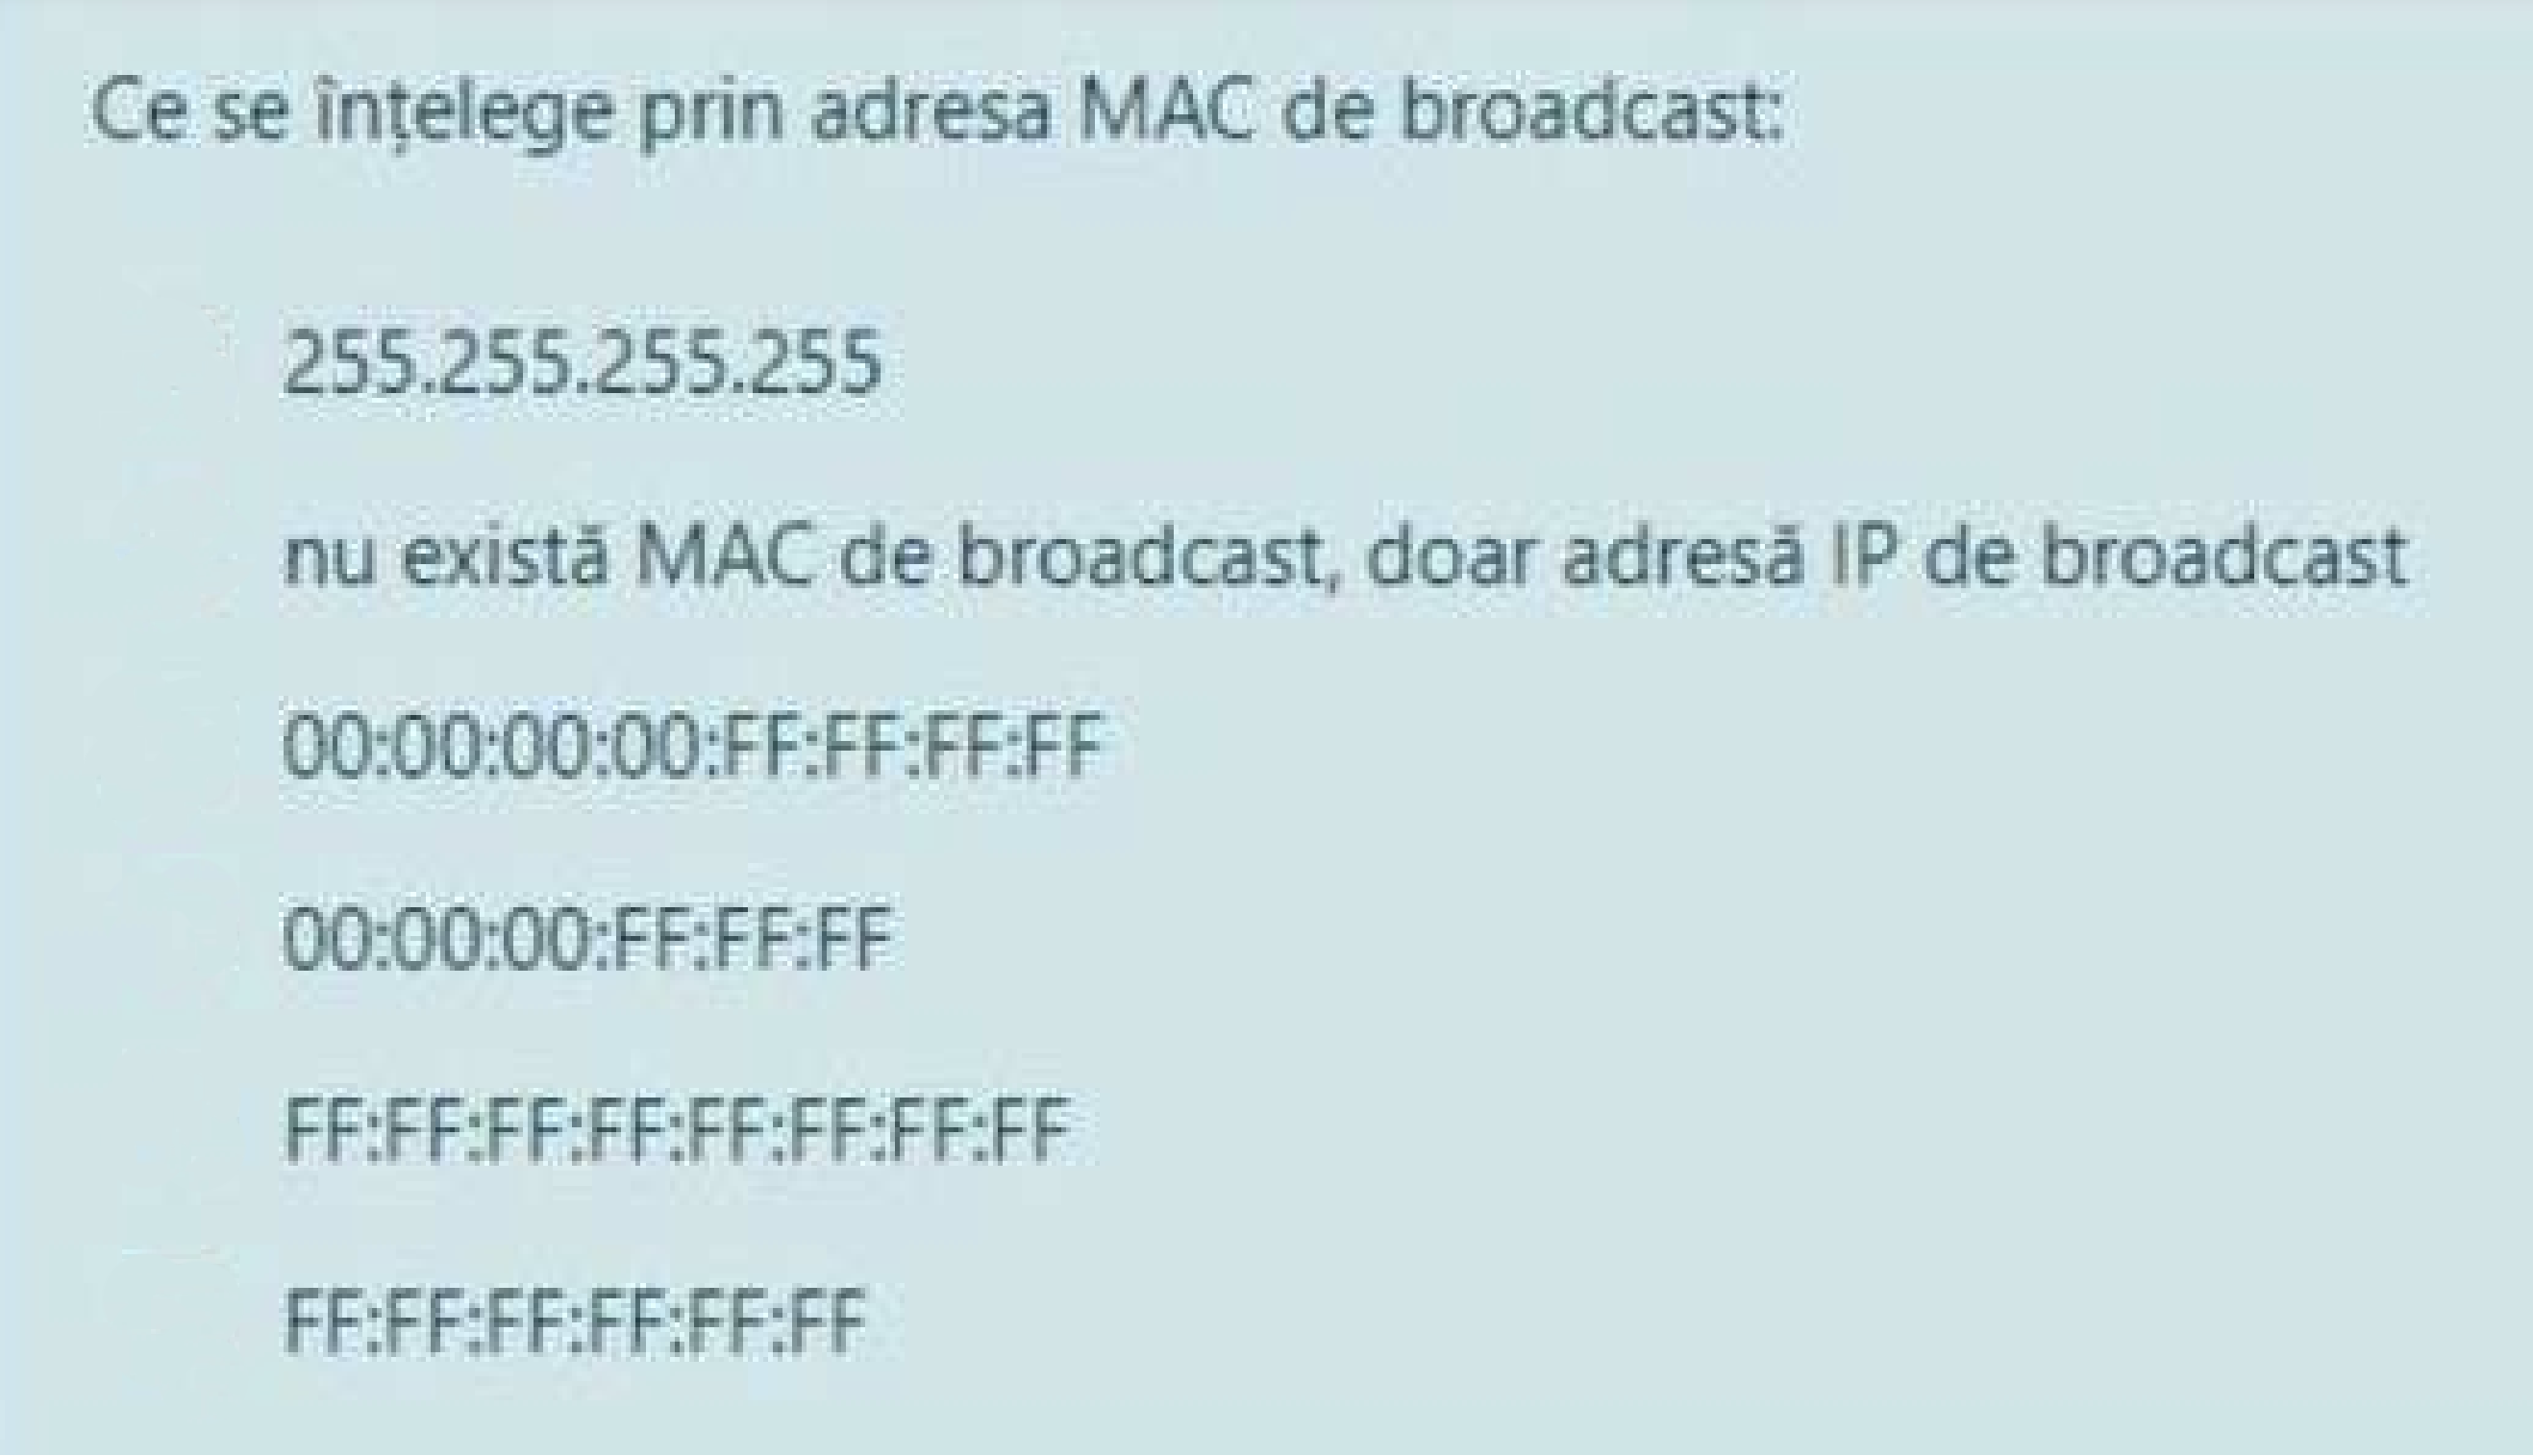 Ce se înțelege prin adresa MAC de broadcast:
255.255.255.255
nu există MAC de broadcast, doar adresă IP de broadcast
00:00:00:00:FF:FF:FF:FF
00:00:00:FF:FF:FF
FF:FF:FF:FF:FF:FF:FF:FF
FF:FF:FF:FF:FF:FF